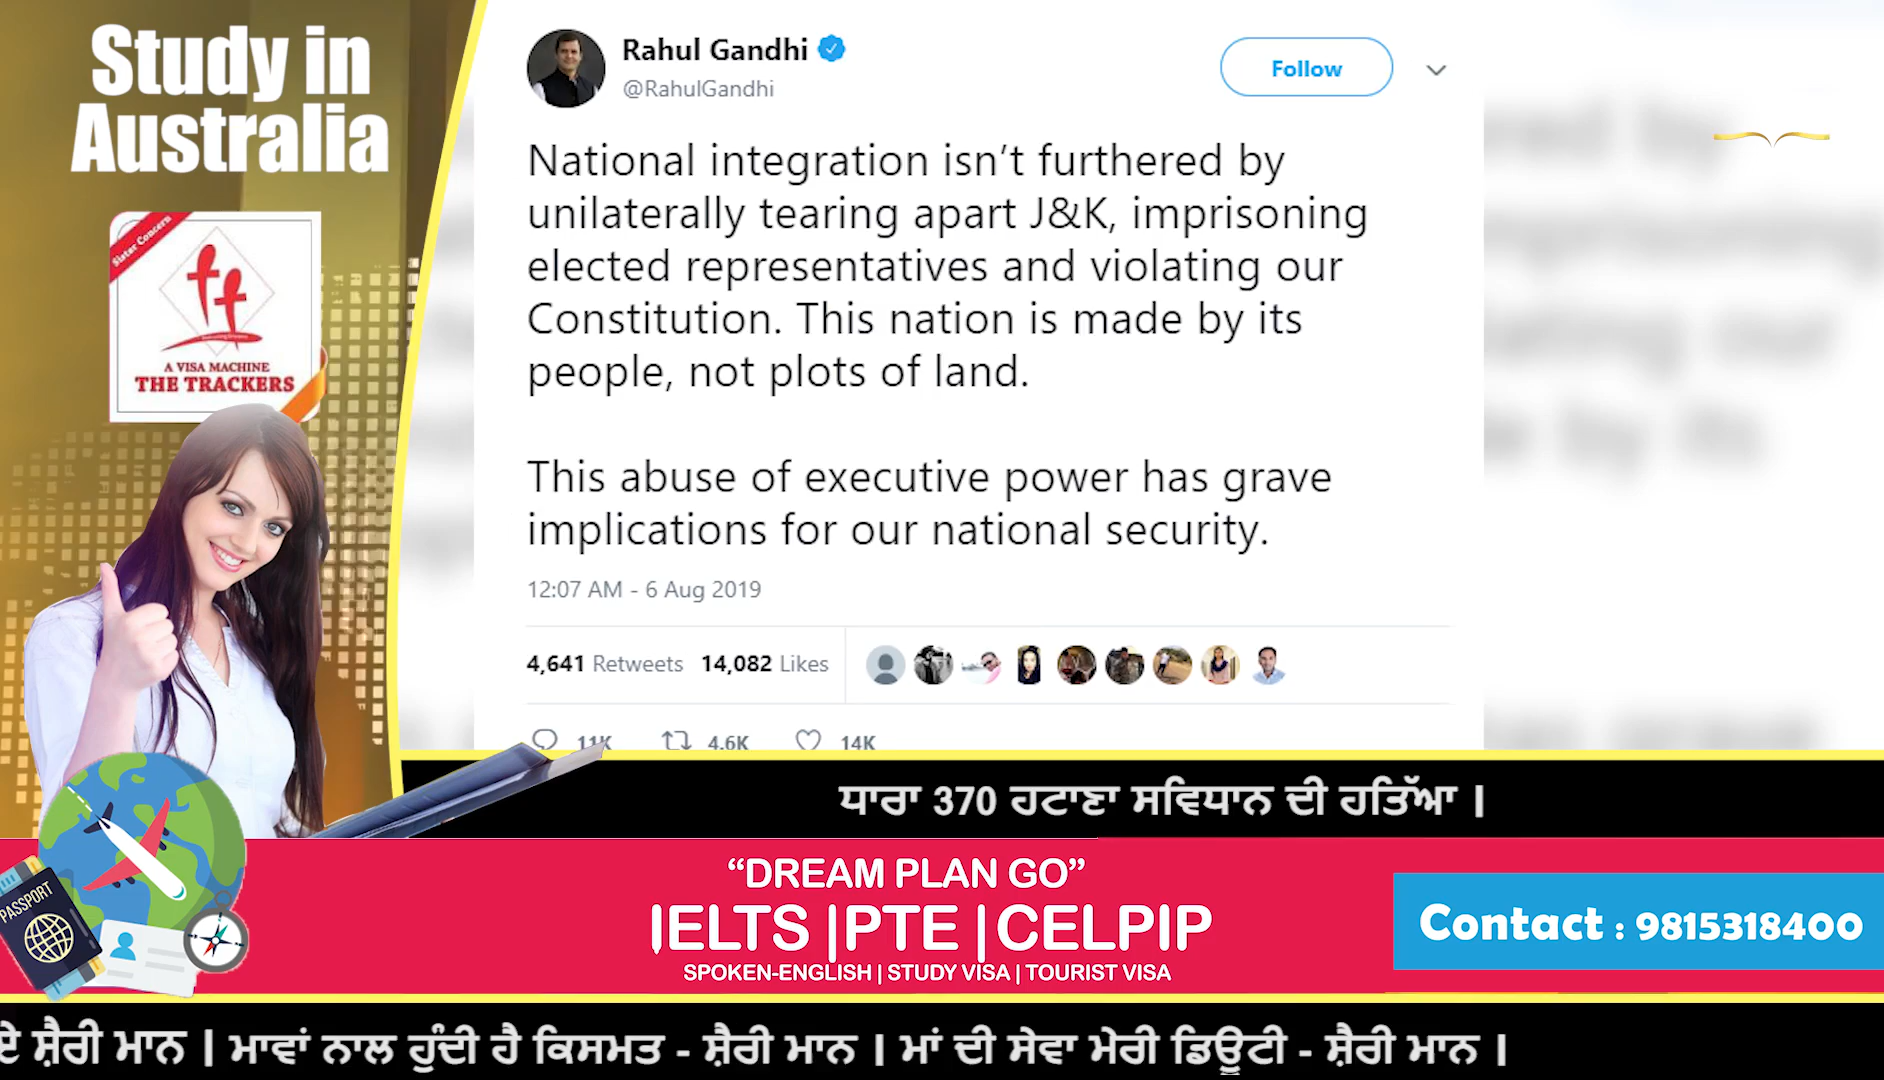 Study in
Australia
Sister Concern
A VISA MACHINE
THE TRACKERS
Rahul Gandhi
@RahulGandhi
Follow
National integration isn’t furthered by
unilaterally tearing apart J&K, imprisoning
elected representatives and violating our
Constitution. This nation is made by its
people, not plots of land.
This abuse of executive power has grave
implications for our national security.
12:07 AM - 6 Aug 2019
4,641 Retweets 14,082 Likes
11K 4.6K 14K
ਧਾਰਾ 370 ਹਟਾਣਾ ਸਵਿਧਾਨ ਦੀ ਹਤਿੱਆ |
“DREAM PLAN GO”
IELTS | PTE | CELPIP
SPOKEN-ENGLISH | STUDY VISA | TOURIST VISA
Contact : 9815318400
PASSPORT
ਏ ਸ਼ੈਰੀ ਮਾਨ | ਮਾਵਾਂ ਨਾਲ ਹੁੰਦੀ ਹੈ ਕਿਸਮਤ - ਸ਼ੈਰੀ ਮਾਨ | ਮਾਂ ਦੀ ਸੇਵਾ ਮੇਰੀ ਡਿਊਟੀ - ਸ਼ੈਰੀ ਮਾਨ |